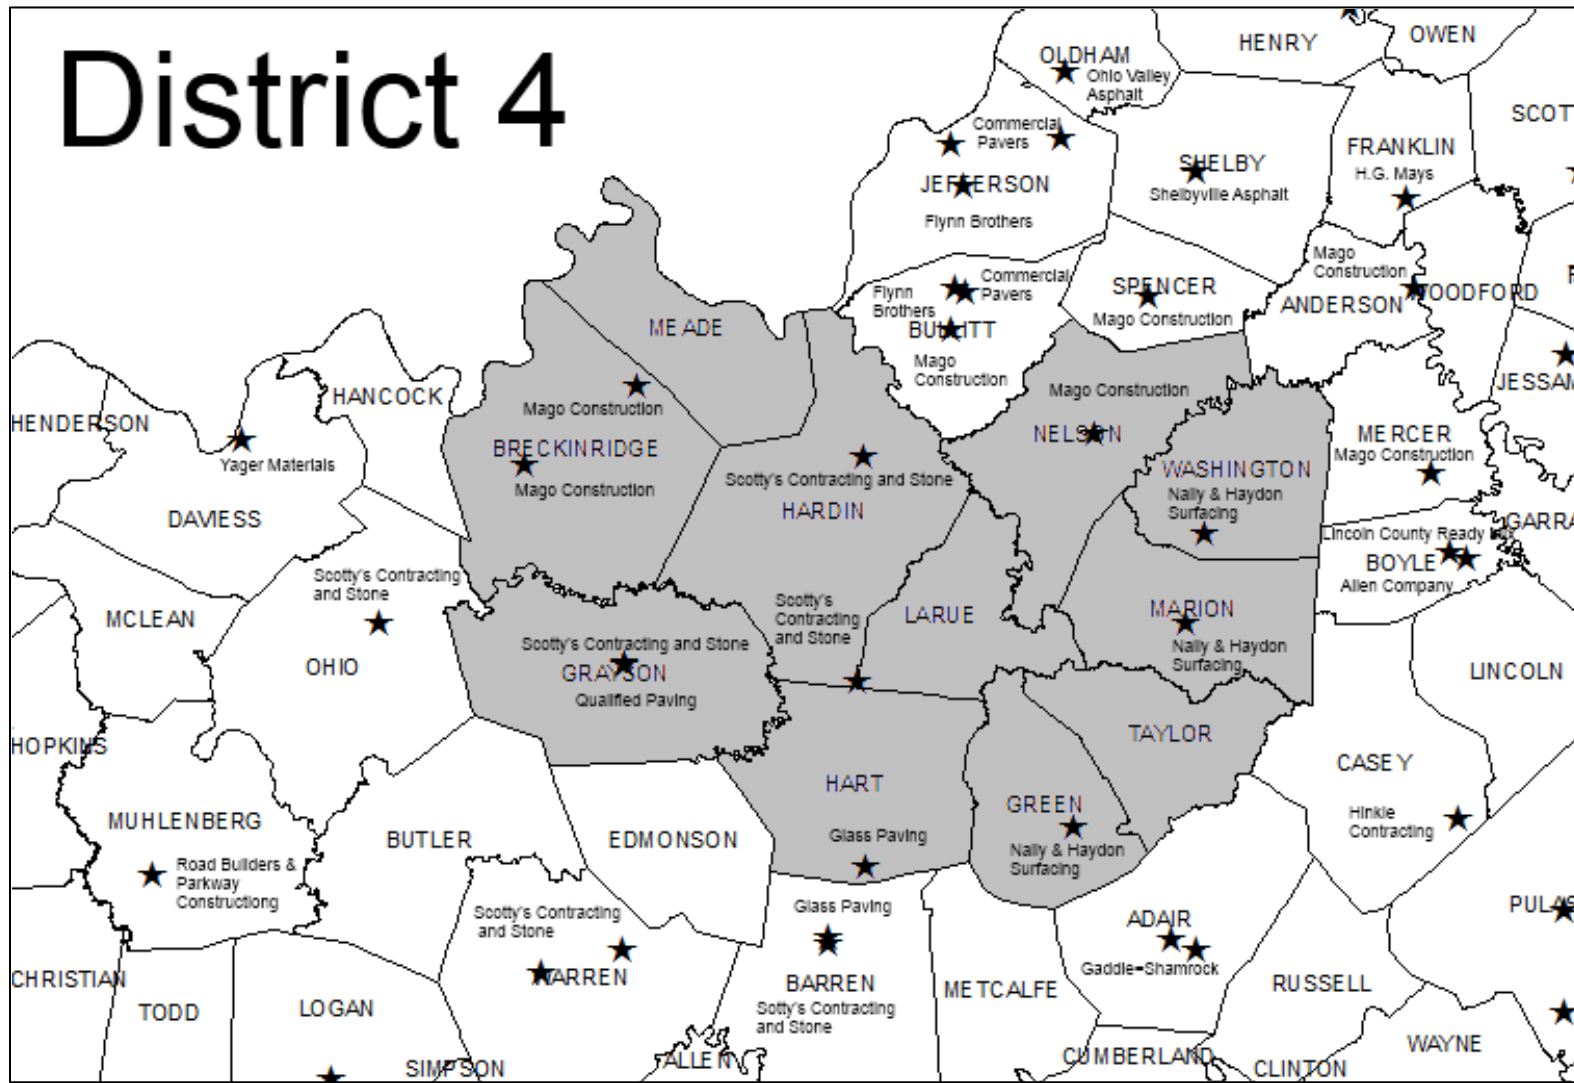 District 4
OLDHAM
Ohio Valley
Asphalt
HENRY
OWEN
SCOTT
Commercial
Pavers
JEFFERSON
Flynn Brothers
SHELBY
Shelbyville Asphalt
FRANKLIN
H.G. Mays
Mago
Construction
ANDERSON
WOODFORD
Flynn
Brothers
Commercial
Pavers
BULLITT
Mago
Construction
SPENCER
Mago Construction
JESSAM
MEADE
HANCOCK
HENDERSON
Yager Materials
DAVIESS
Mago Construction
BRECKINRIDGE
Mago Construction
Scotty's Contracting and Stone
HARDIN
Mago Construction
NELSON
WASHINGTON
Nally & Haydon
Surfacing
MERCER
Mago Construction
Lincoln County Ready Mix
BOYLE
Allen Company
GARRA
MCLEAN
Scotty's Contracting
and Stone
OHIO
Scotty's Contracting and Stone
GRAYSON
Qualified Paving
Scotty's
Contracting
and Stone
LARUE
MARION
Nally & Haydon
Surfacing
LINCOLN
HOPKINS
MUHLENBERG
Road Builders &
Parkway
Constructiong
BUTLER
EDMONSON
HART
Glass Paving
GREEN
Nally & Haydon
Surfacing
TAYLOR
CASEY
Hinkle
Contracting
CHRISTIAN
TODD
LOGAN
SIMPSON
Scotty's Contracting
and Stone
WARREN
ALLEN
Glass Paving
BARREN
Sotty's Contracting
and Stone
METCALFE
ADAIR
Gaddie=Shamrock
CUMBERLAND
RUSSELL
CLINTON
WAYNE
PULAS